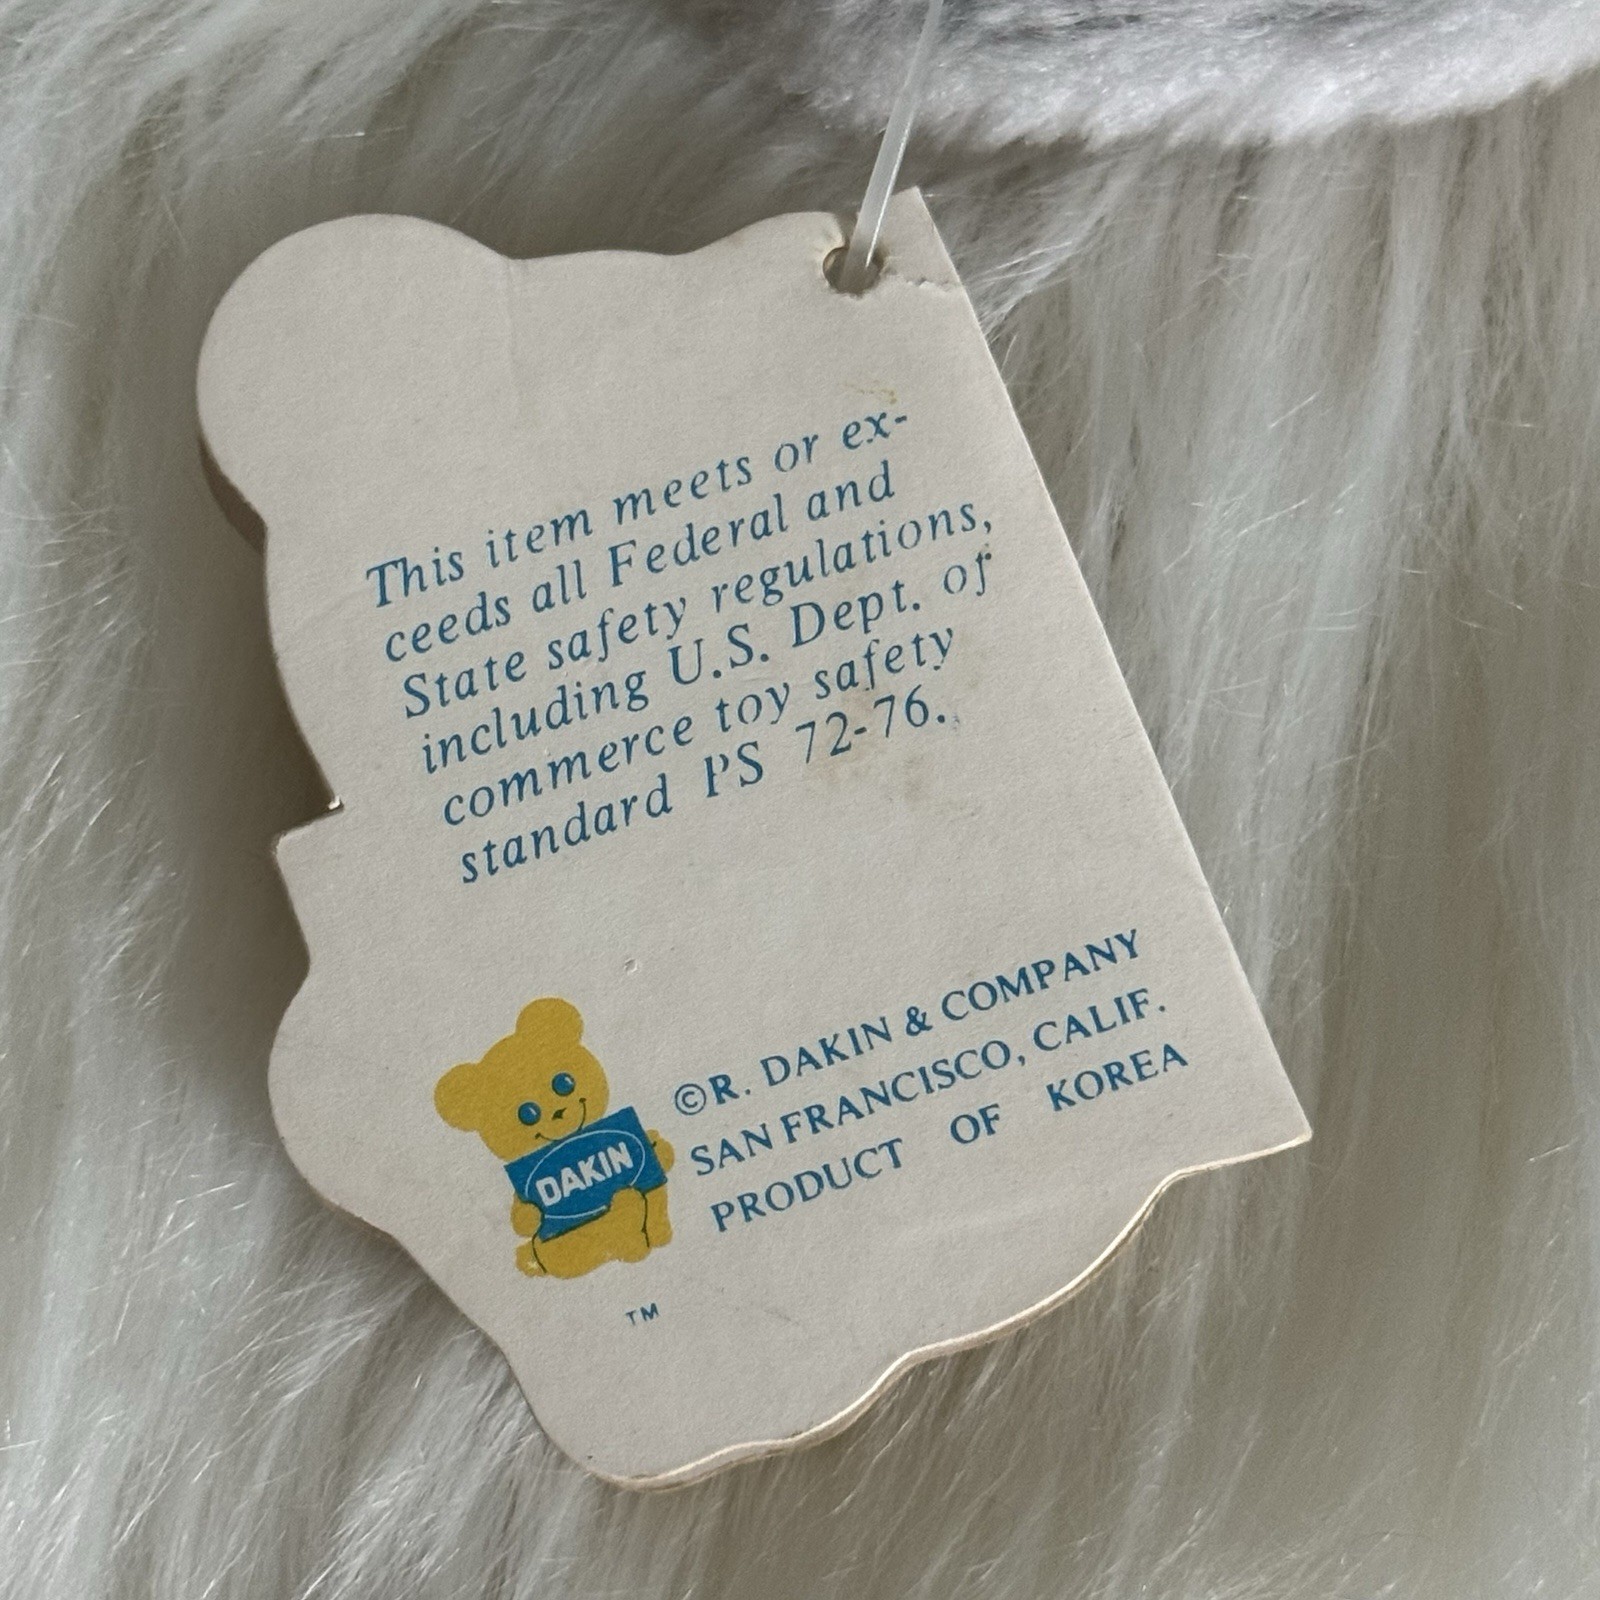 This item meets or ex-
ceeds all Federal and
State safety regulations,
including U.S. Dept. of
commerce toy safety
standard PS 72-76.
©R. DAKIN & COMPANY
SAN FRANCISCO, CALIF.
PRODUCT OF KOREA
DAKIN
TM